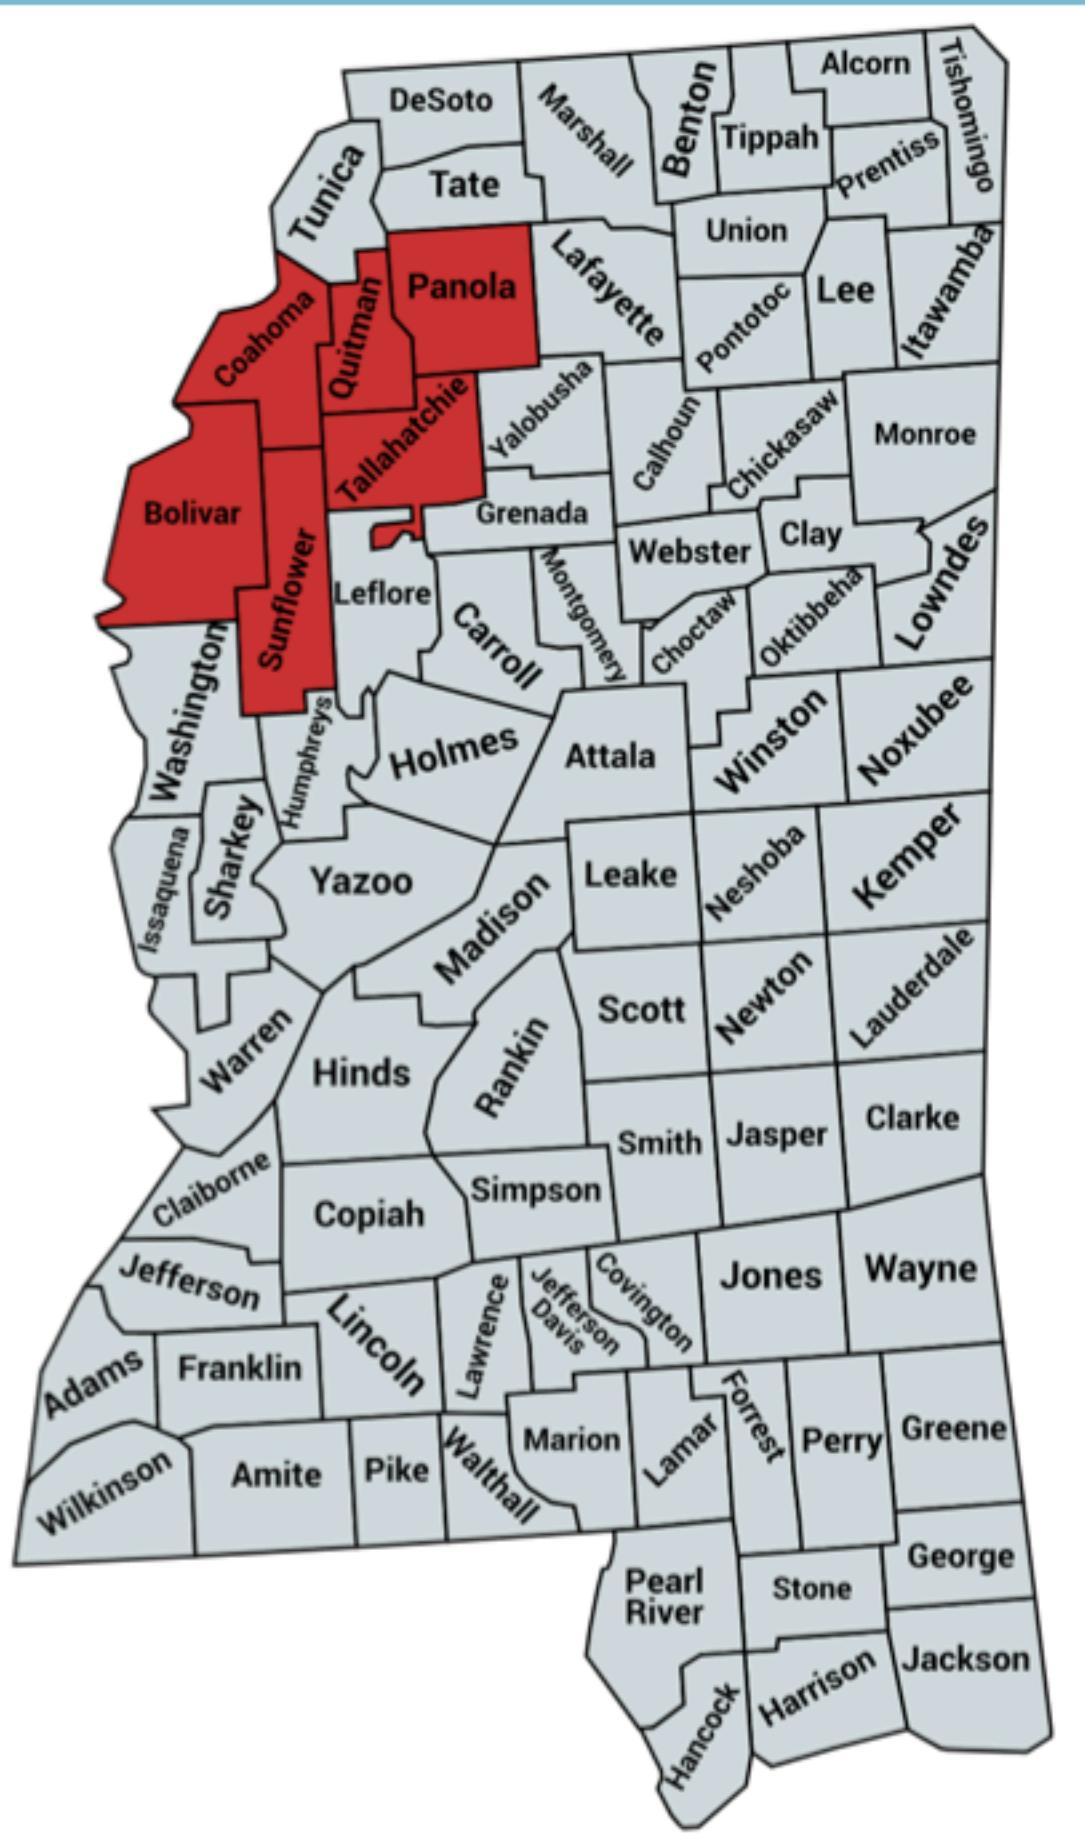 Alcorn
Tishomingo
DeSoto
Marshall
Benton
Tippah
Prentiss
Tunica
Tate
Union
Panola
Lafayette
Pontotoc
Lee
Itawamba
Coahoma
Quitman
Tallahatchie
Yalobusha
Calhoun
Chickasaw
Monroe
Bolivar
Sunflower
Grenada
Leflore
Webster
Clay
Lowndes
Washington
Carroll
Montgomery
Choctaw
Oktibbeha
Humphreys
Holmes
Attala
Winston
Noxubee
Issaquena
Sharkey
Yazoo
Madison
Leake
Neshoba
Kemper
Warren
Hinds
Rankin
Scott
Newton
Lauderdale
Smith
Jasper
Clarke
Claiborne
Copiah
Simpson
Jefferson
Lincoln
Lawrence
Jefferson
Davis
Covington
Jones
Wayne
Adams
Franklin
Wilkinson
Amite
Pike
Walthall
Marion
Lamar
Forrest
Perry
Greene
Pearl
River
Stone
George
Hancock
Harrison
Jackson